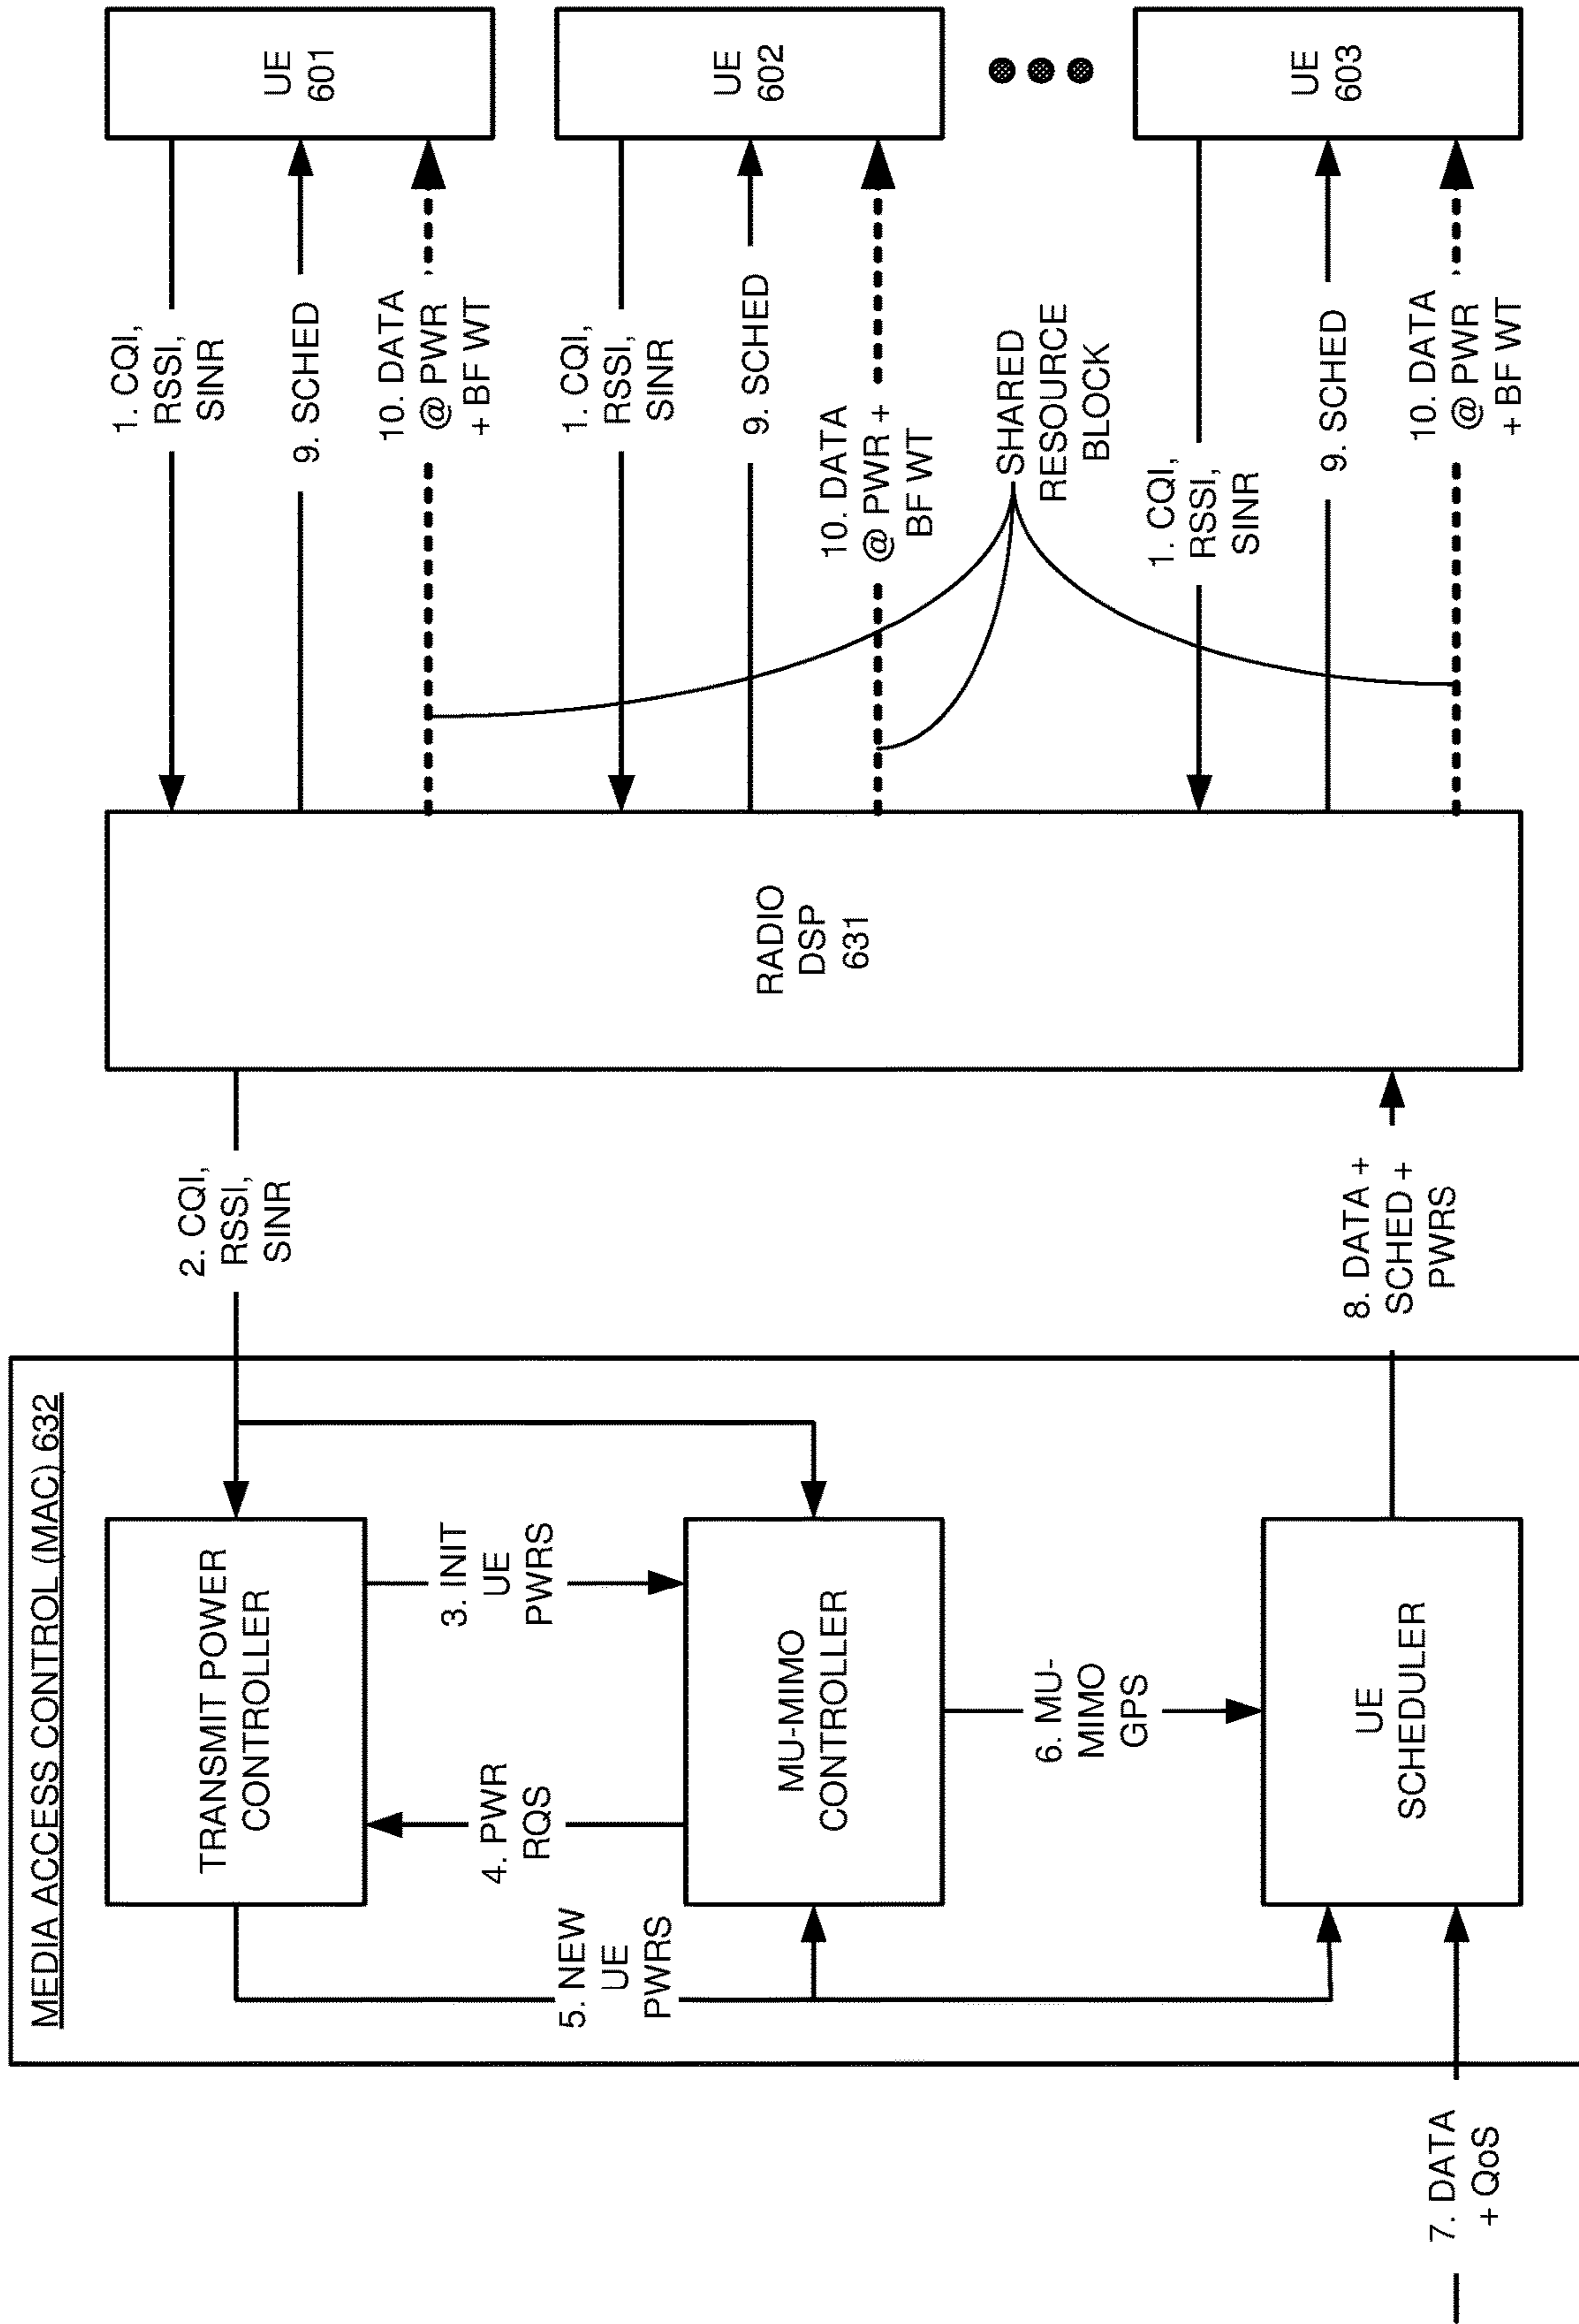 MEDIA ACCESS CONTROL (MAC) 632
TRANSMIT POWER
CONTROLLER
3. INIT
UE
PWRS
4. PWR
RQS
5. NEW
UE
PWRS
MU-MIMO
CONTROLLER
6. MU-
MIMO
GPS
UE
SCHEDULER
7. DATA
+ QoS
2. CQI,
RSSI,
SINR
8. DATA +
SCHED +
PWRS
RADIO
DSP
631
1. CQI,
RSSI,
SINR
9. SCHED
10. DATA
@ PWR
+ BF WT
1. CQI,
RSSI,
SINR
9. SCHED
10. DATA
@ PWR +
BF WT
SHARED
RESOURCE
BLOCK
1. CQI,
RSSI,
SINR
9. SCHED
10. DATA
@ PWR
+ BF WT
UE
601
UE
602
UE
603